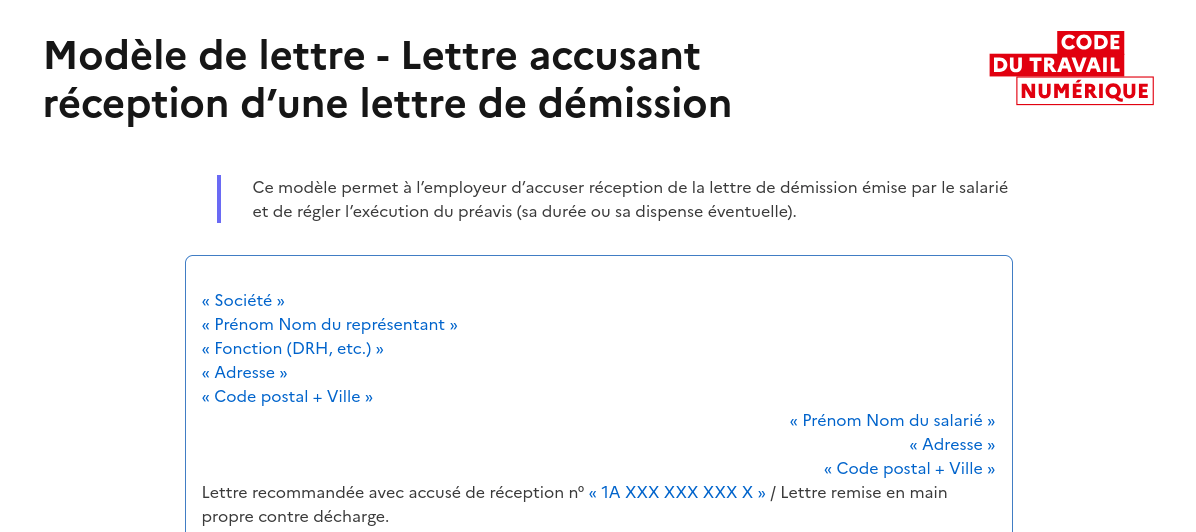 Modèle de lettre - Lettre accusant
réception d’une lettre de démission
CODE
DU TRAVAIL
NUMÉRIQUE
Ce modèle permet à l’employeur d’accuser réception de la lettre de démission émise par le salarié
et de régler l’exécution du préavis (sa durée ou sa dispense éventuelle).
« Société »
« Prénom Nom du représentant »
« Fonction (DRH, etc.) »
« Adresse »
« Code postal + Ville »
« Prénom Nom du salarié »
« Adresse »
« Code postal + Ville »
Lettre recommandée avec accusé de réception n° « 1A XXX XXX XXX X » / Lettre remise en main
propre contre décharge.